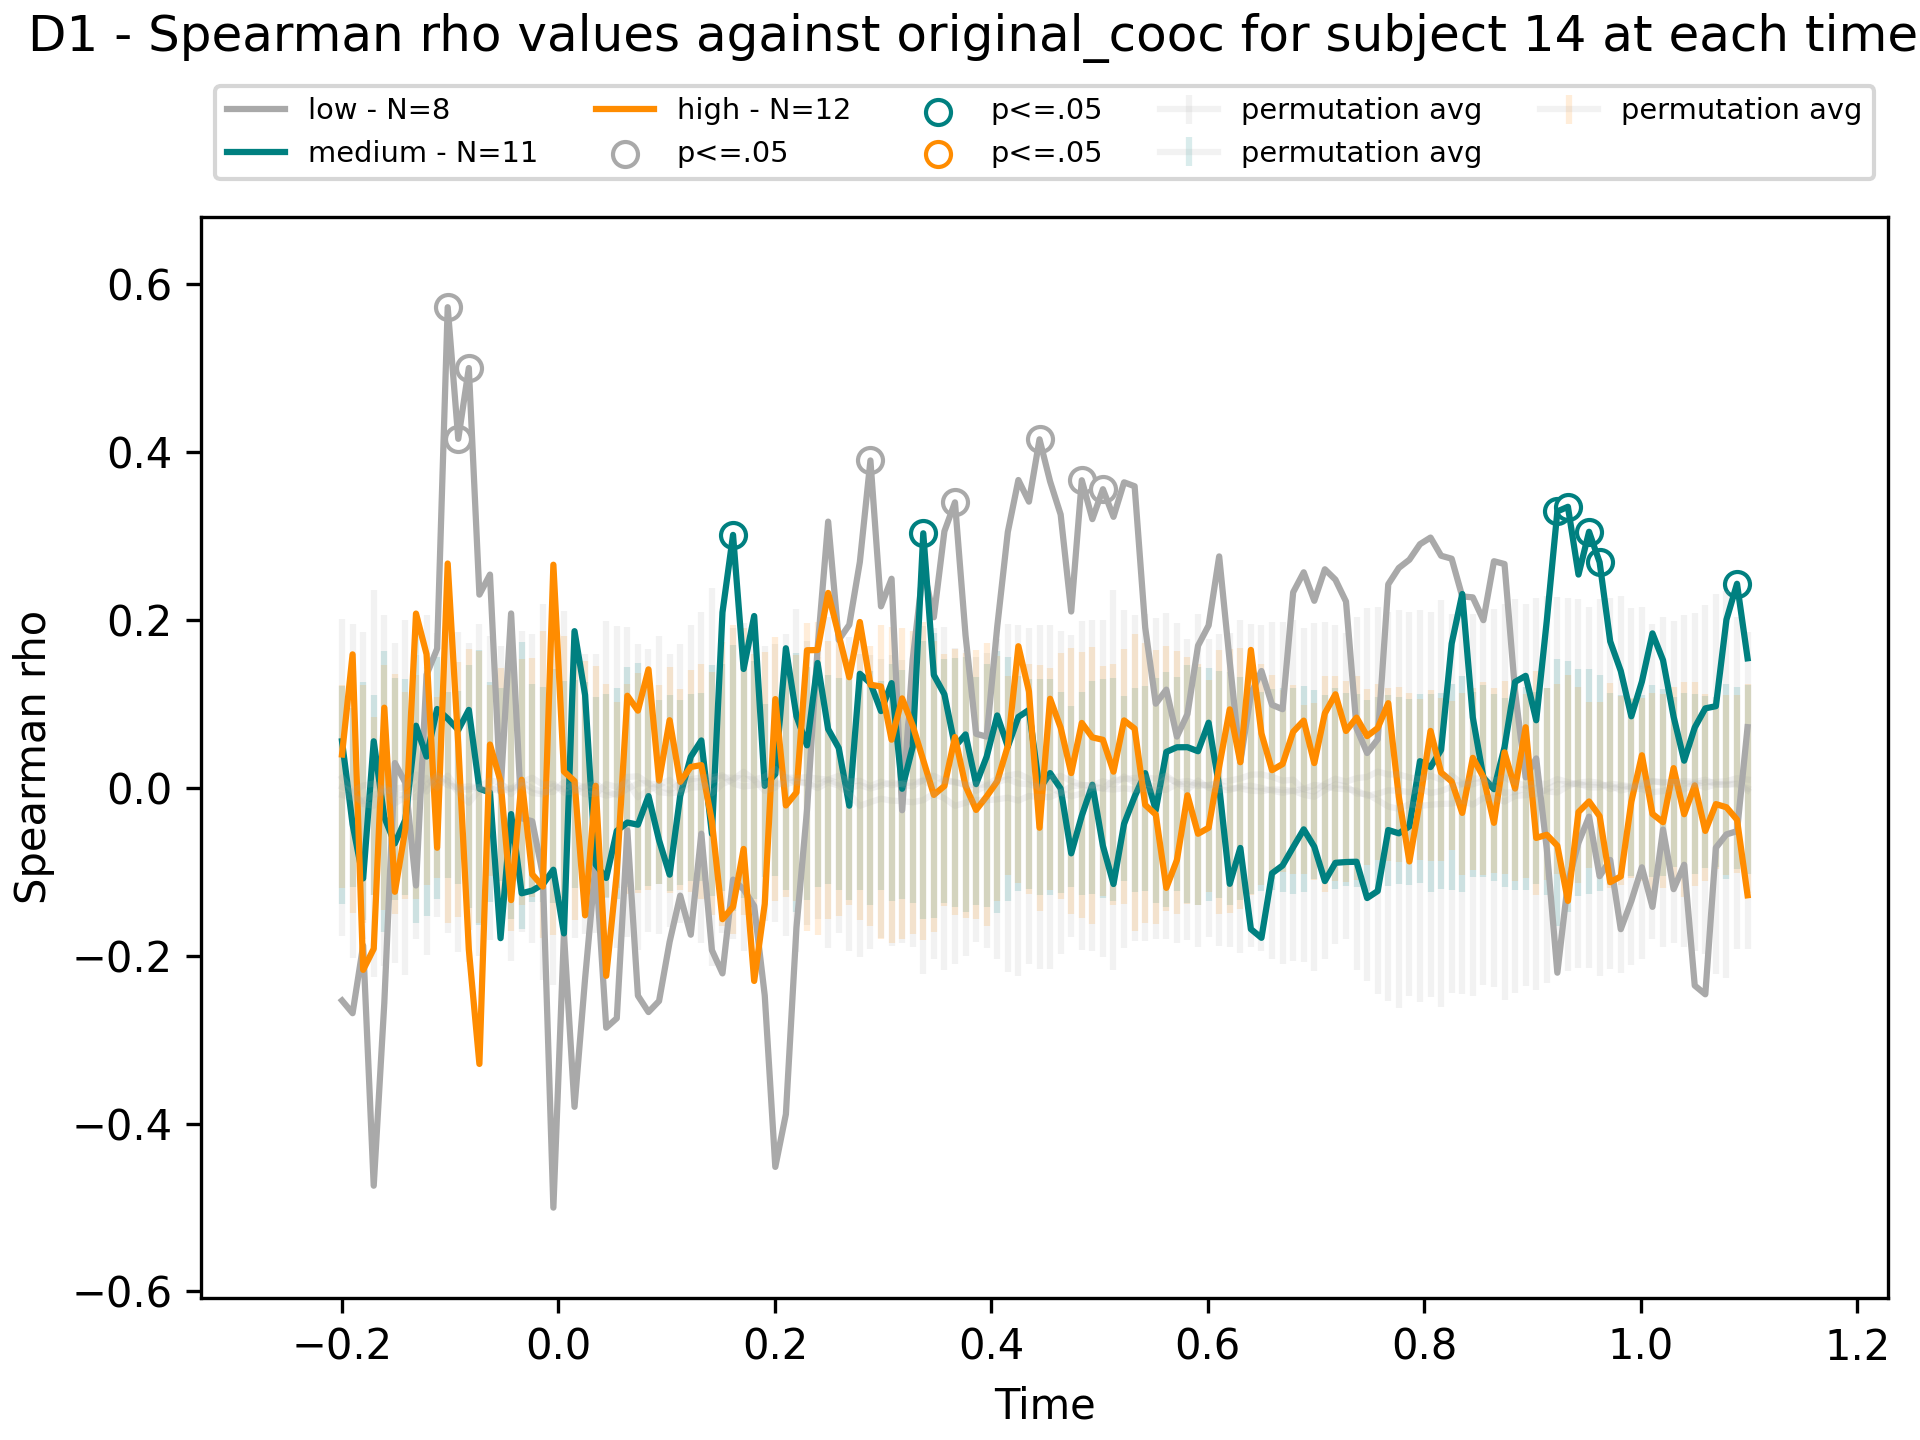 D1 - Spearman rho values against original_cooc for subject 14 at each time
low - N=8
medium - N=11
high - N=12
p<=.05
p<=.05
p<=.05
permutation avg
permutation avg
permutation avg
Spearman rho
0.6
0.4
0.2
0.0
−0.2
−0.4
−0.6
−0.2 0.0 0.2 0.4 0.6 0.8 1.0 1.2
Time